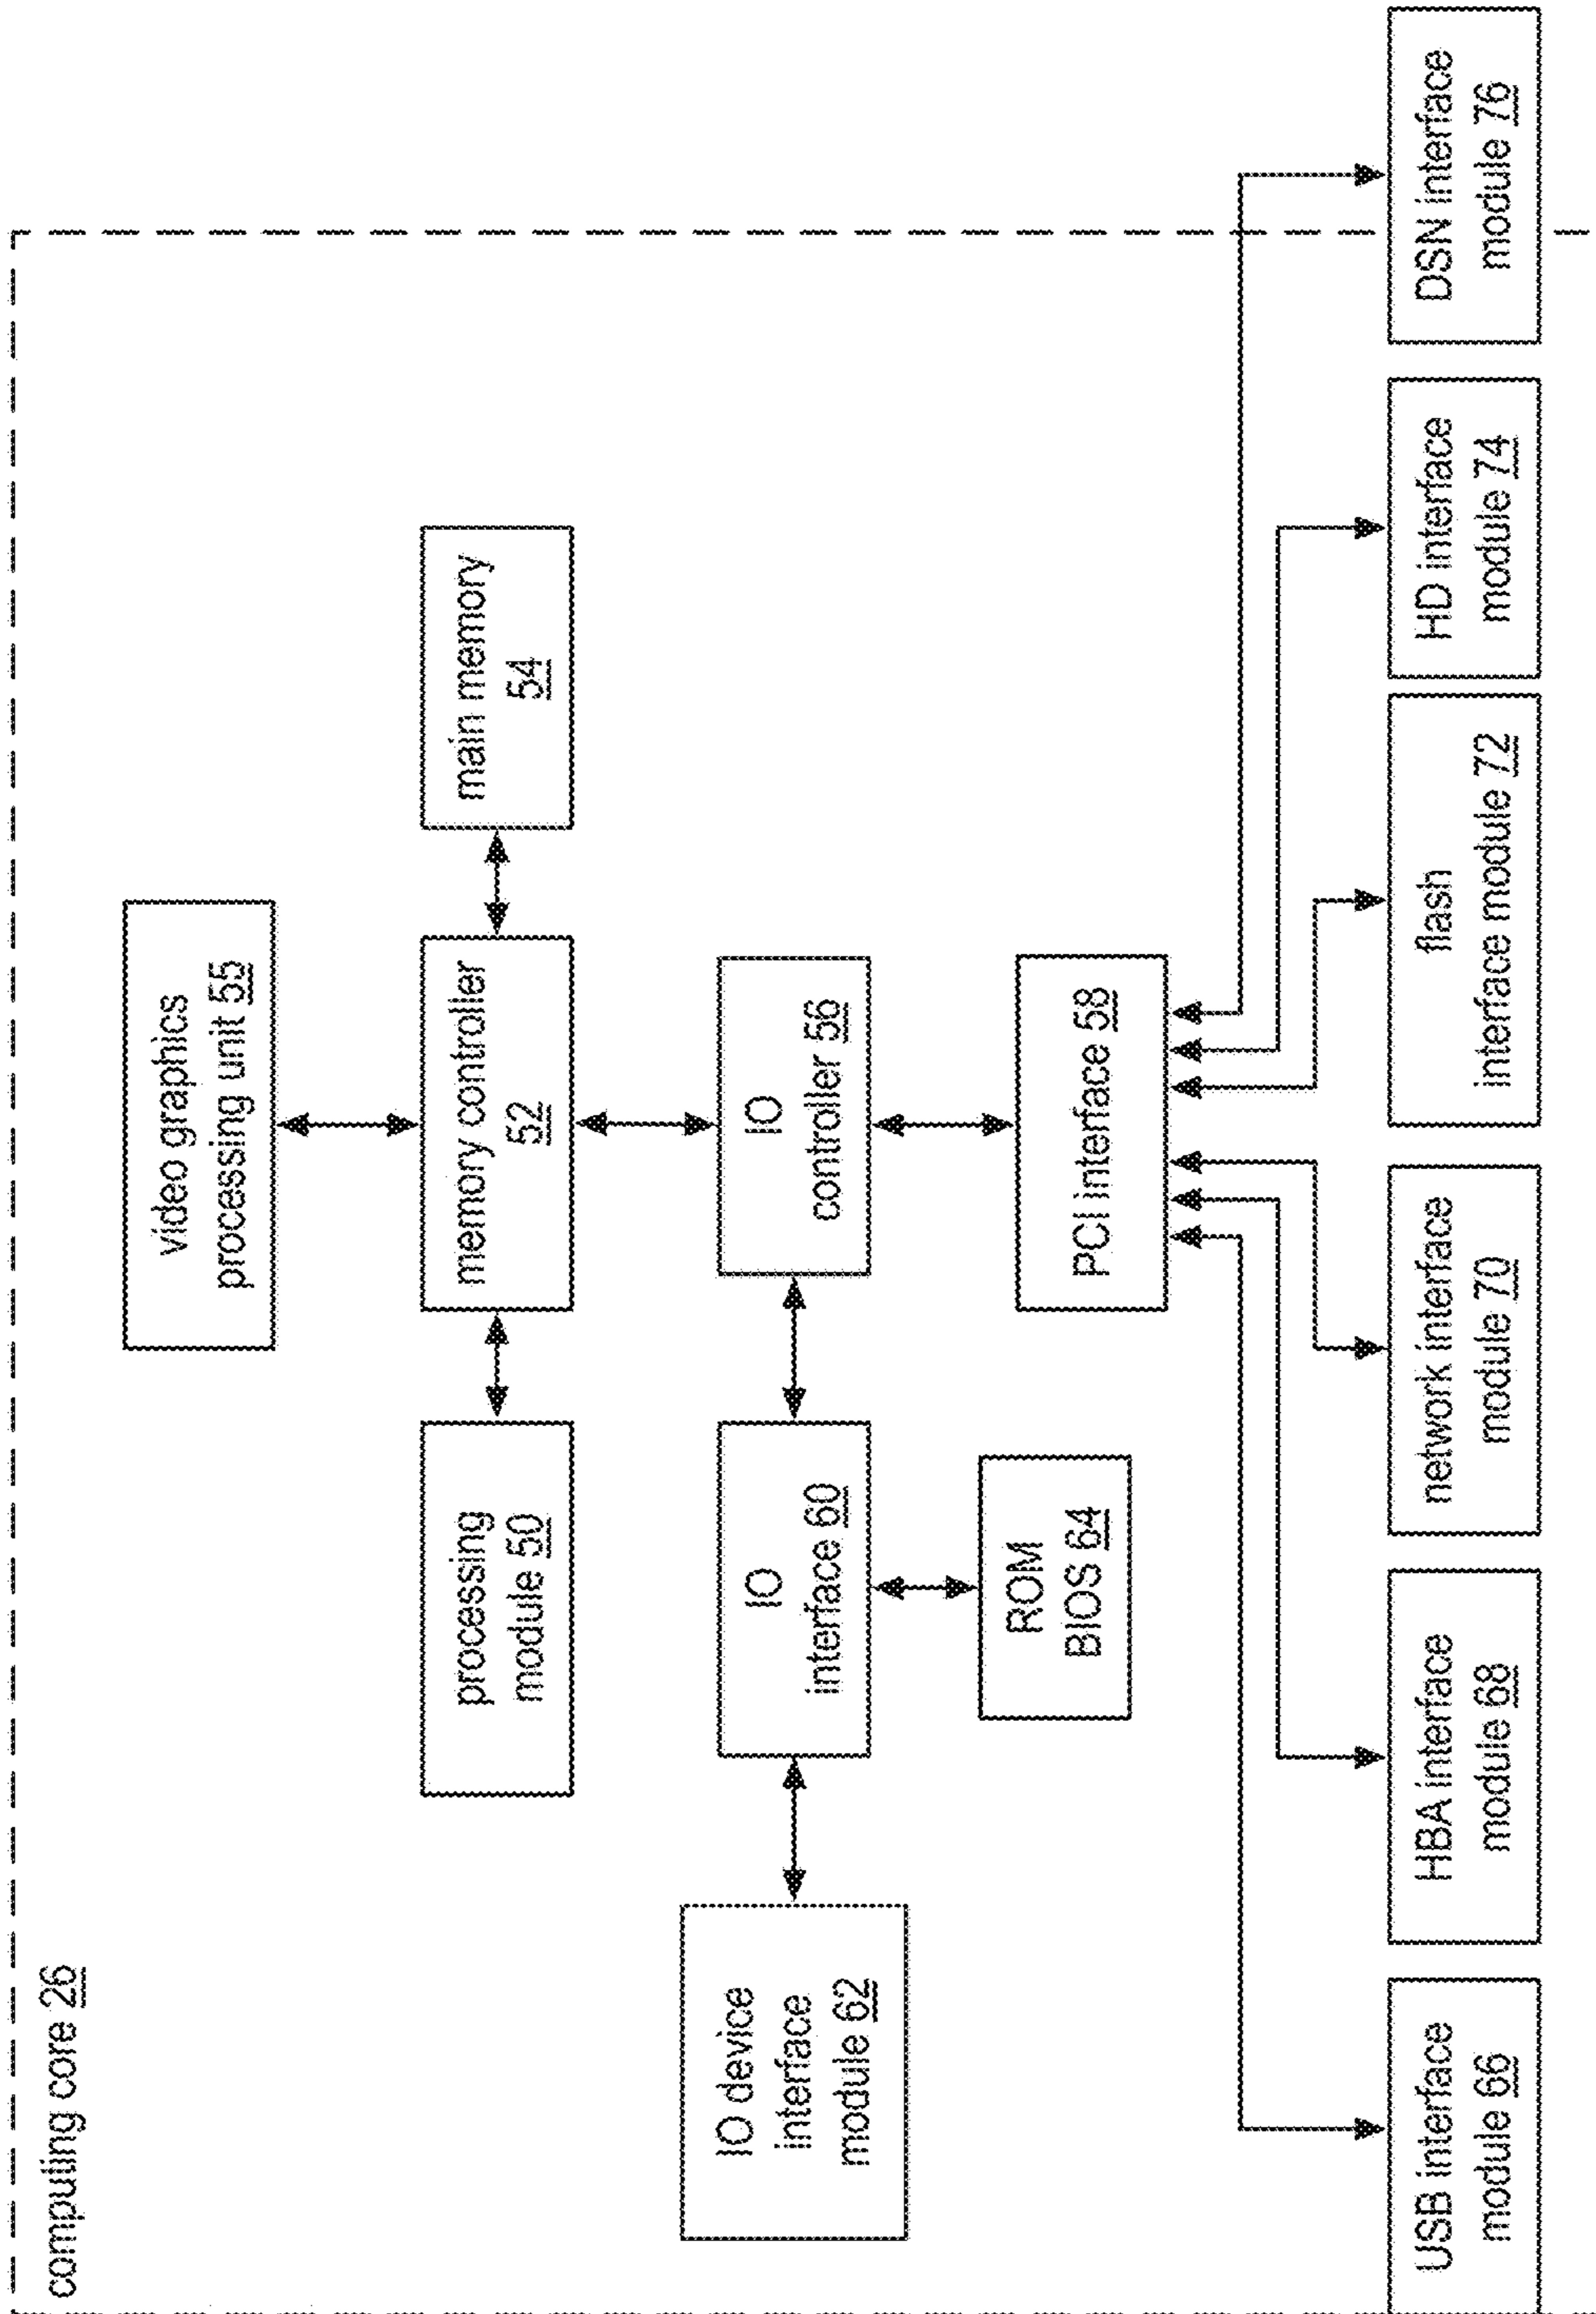 computing core 26
video graphics
processing unit 55
processing
module 50
memory controller
52
main memory
54
IO device
interface
module 62
IO
interface 60
IO
controller 56
ROM
BIOS 64
PCI interface 58
USB interface
module 66
HBA interface
module 68
network interface
module 70
flash
interface module 72
HD interface
module 74
DSN interface
module 76